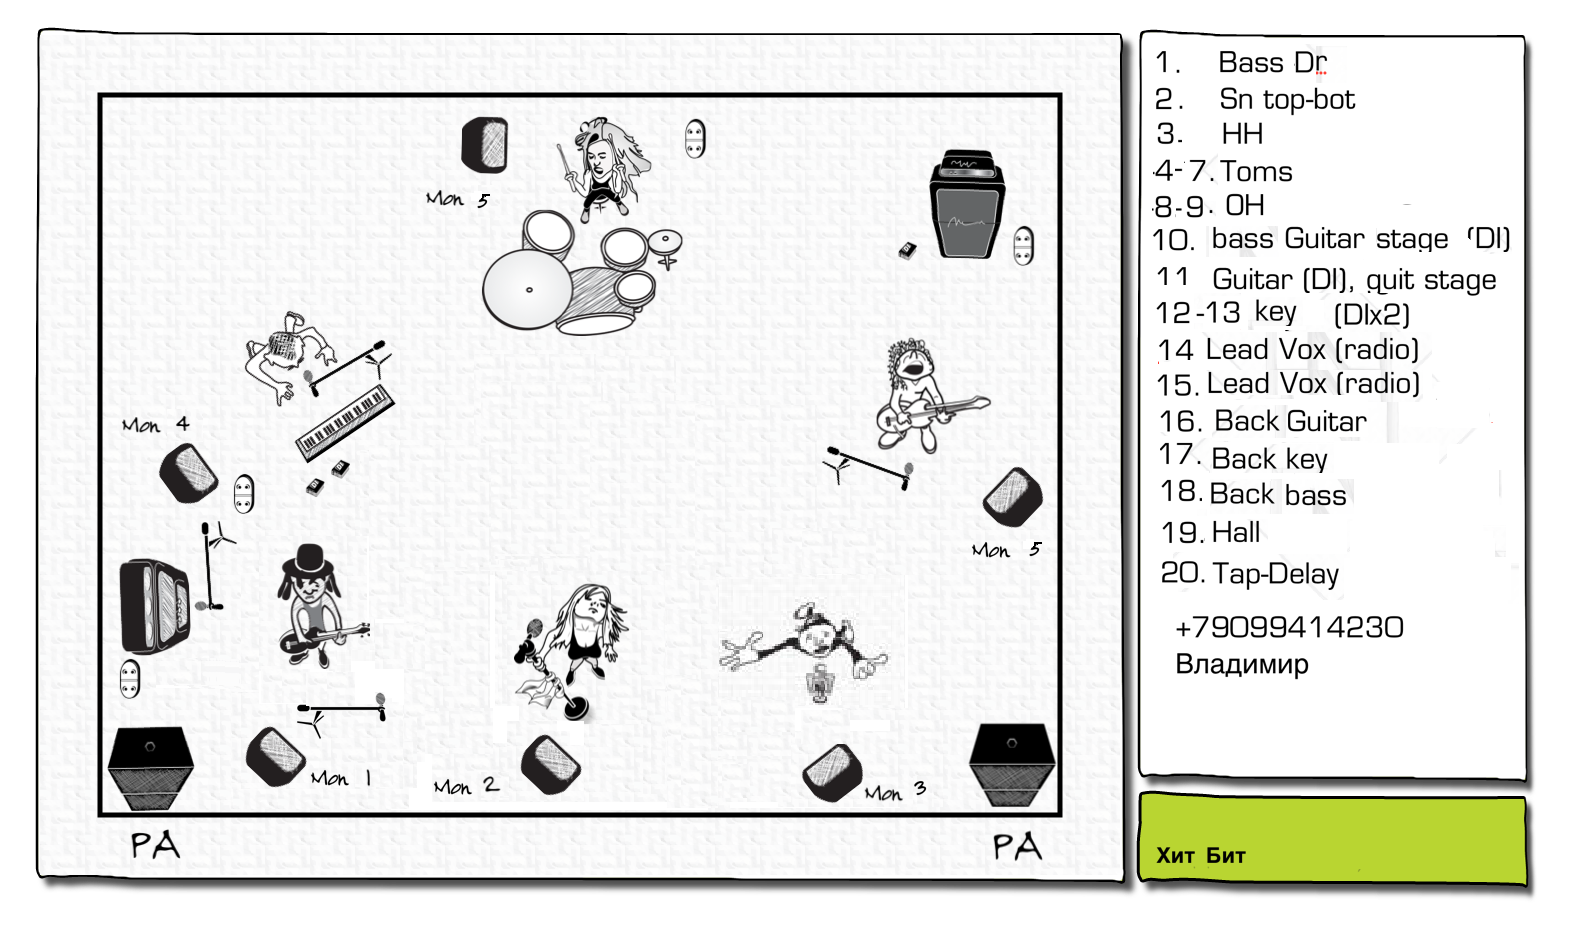 Mon 5
Mon 4
Mon 5
Mon 1
Mon 2
Mon 3
PA
PA
1. Bass Dr
2. Sn top-bot
3. HH
4-7. Toms
8-9. OH
10. bass Guitar stage (DI)
11 Guitar (DI), guit stage
12-13 key (DIx2)
14 Lead Vox (radio)
15. Lead Vox (radio)
16. Back Guitar
17. Back key
18. Back bass
19. Hall
20. Tap-Delay
+79099414230
Владимир
Хит Бит